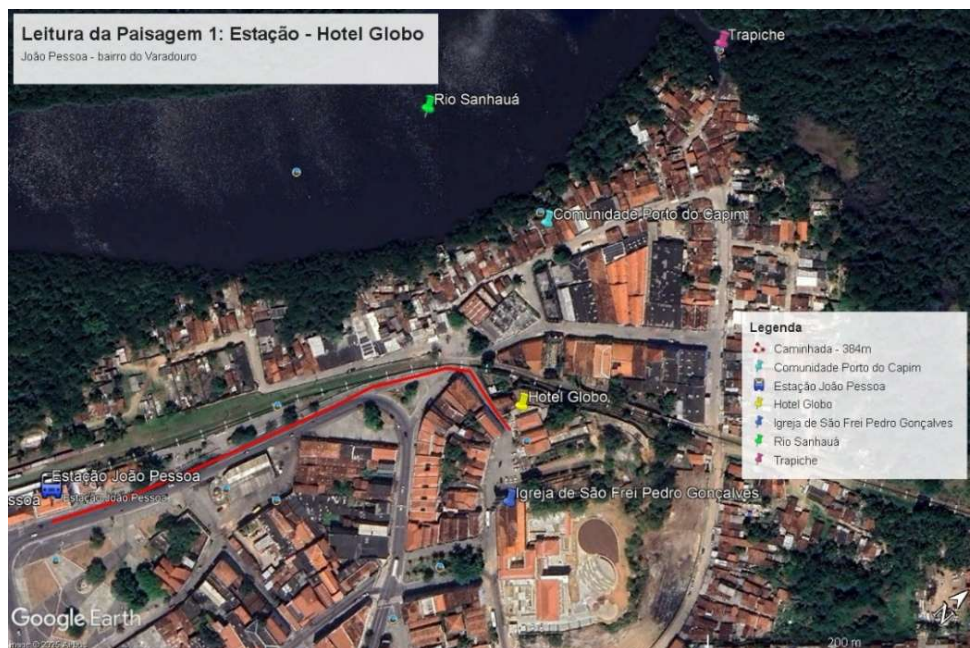 Leitura da Paisagem 1: Estação - Hotel Globo
João Pessoa - bairro do Varadouro
Trapiche
Rio Sanhauá
Comunidade Porto do Capim
Legenda
Caminhada - 384m
Comunidade Porto do Capim
Estação João Pessoa
Hotel Globo
Igreja de São Frei Pedro Gonçalves
Rio Sanhauá
Trapiche
Hotel Globo
Estação João Pessoa
ssoa
Estação João Pessoa
Igreja de São Frei Pedro Gonçalves
Google Earth
200 m
N